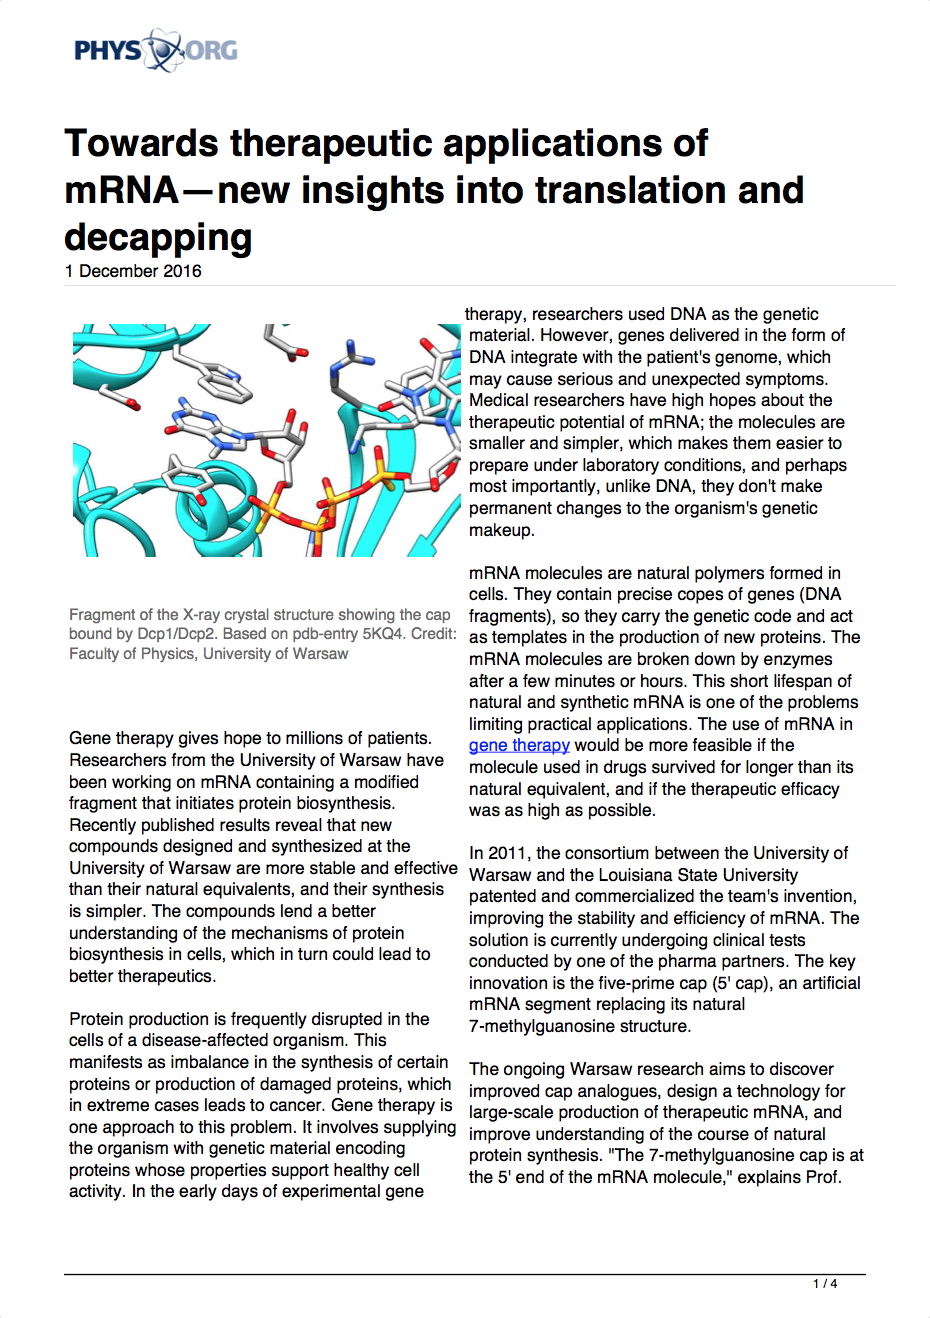 PHYS ORG
Towards therapeutic applications of
mRNA—new insights into translation and
decapping
1 December 2016
Fragment of the X-ray crystal structure showing the cap
bound by Dcp1/Dcp2. Based on pdb-entry 5KQ4. Credit:
Faculty of Physics, University of Warsaw
Gene therapy gives hope to millions of patients.
Researchers from the University of Warsaw have
been working on mRNA containing a modified
fragment that initiates protein biosynthesis.
Recently published results reveal that new
compounds designed and synthesized at the
University of Warsaw are more stable and effective
than their natural equivalents, and their synthesis
is simpler. The compounds lend a better
understanding of the mechanisms of protein
biosynthesis in cells, which in turn could lead to
better therapeutics.
Protein production is frequently disrupted in the
cells of a disease-affected organism. This
manifests as imbalance in the synthesis of certain
proteins or production of damaged proteins, which
in extreme cases leads to cancer. Gene therapy is
one approach to this problem. It involves supplying
the organism with genetic material encoding
proteins whose properties support healthy cell
activity. In the early days of experimental gene
therapy, researchers used DNA as the genetic
material. However, genes delivered in the form of
DNA integrate with the patient's genome, which
may cause serious and unexpected symptoms.
Medical researchers have high hopes about the
therapeutic potential of mRNA; the molecules are
smaller and simpler, which makes them easier to
prepare under laboratory conditions, and perhaps
most importantly, unlike DNA, they don't make
permanent changes to the organism's genetic
makeup.
mRNA molecules are natural polymers formed in
cells. They contain precise copes of genes (DNA
fragments), so they carry the genetic code and act
as templates in the production of new proteins. The
mRNA molecules are broken down by enzymes
after a few minutes or hours. This short lifespan of
natural and synthetic mRNA is one of the problems
limiting practical applications. The use of mRNA in
gene therapy would be more feasible if the
molecule used in drugs survived for longer than its
natural equivalent, and if the therapeutic efficacy
was as high as possible.
In 2011, the consortium between the University of
Warsaw and the Louisiana State University
patented and commercialized the team's invention,
improving the stability and efficiency of mRNA. The
solution is currently undergoing clinical tests
conducted by one of the pharma partners. The key
innovation is the five-prime cap (5' cap), an artificial
mRNA segment replacing its natural
7-methylguanosine structure.
The ongoing Warsaw research aims to discover
improved cap analogues, design a technology for
large-scale production of therapeutic mRNA, and
improve understanding of the course of natural
protein synthesis. "The 7-methylguanosine cap is at
the 5' end of the mRNA molecule," explains Prof.
1 / 4